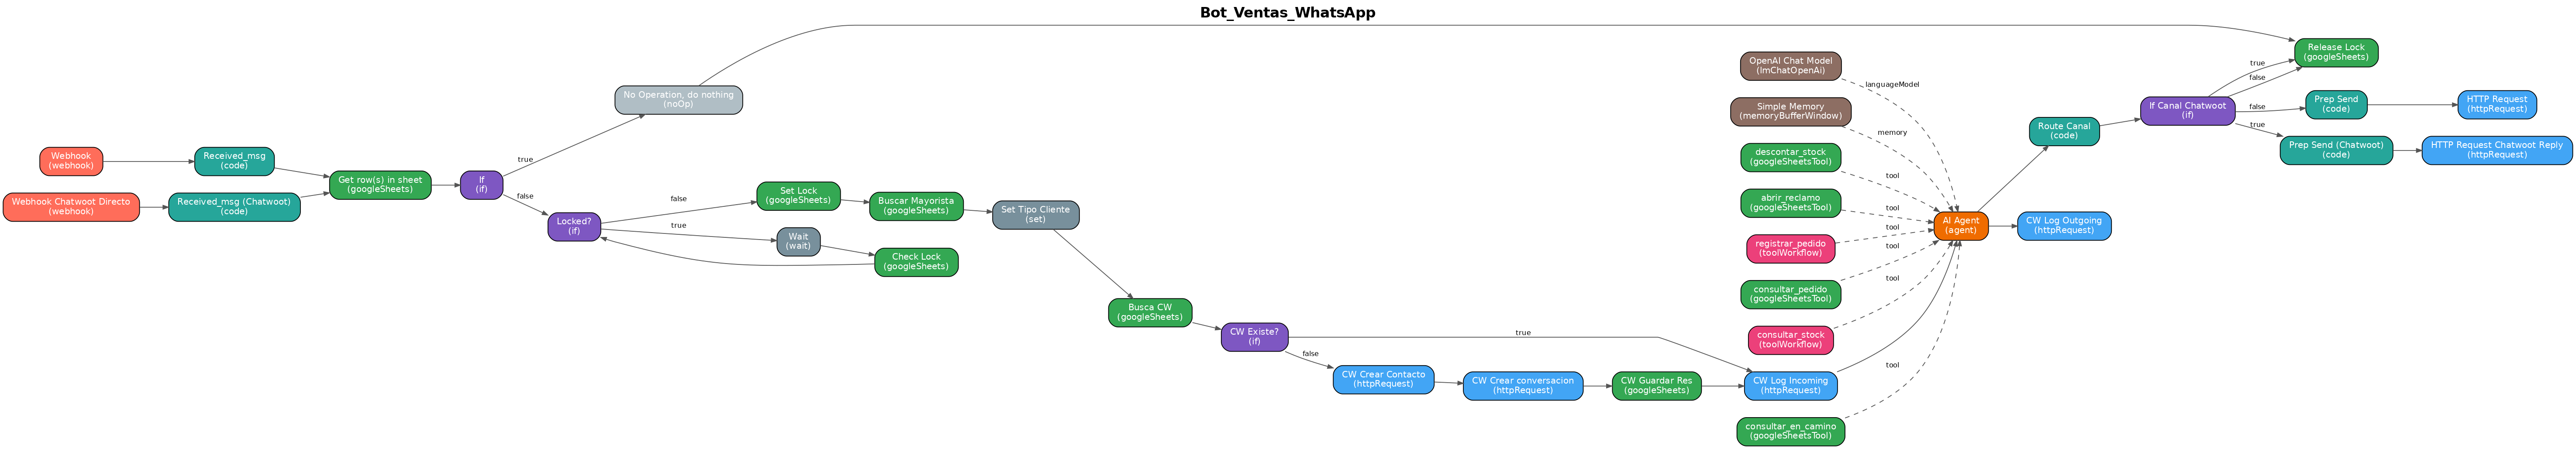 Bot_Ventas_WhatsApp
Webhook
(webhook)
Webhook Chatwoot Directo
(webhook)
Received_msg
(code)
Received_msg (Chatwoot)
(code)
Get row(s) in sheet
(googleSheets)
If
(if)
true
false
No Operation, do nothing
(noOp)
Locked?
(if)
false
true
Set Lock
(googleSheets)
Wait
(wait)
Buscar Mayorista
(googleSheets)
Check Lock
(googleSheets)
Set Tipo Cliente
(set)
Busca CW
(googleSheets)
CW Existe?
(if)
true
false
CW Crear Contacto
(httpRequest)
CW Crear conversacion
(httpRequest)
CW Guardar Res
(googleSheets)
CW Log Incoming
(httpRequest)
OpenAI Chat Model
(lmChatOpenAi)
languageModel
Simple Memory
(memoryBufferWindow)
memory
descontar_stock
(googleSheetsTool)
tool
abrir_reclamo
(googleSheetsTool)
tool
registrar_pedido
(toolWorkflow)
tool
consultar_pedido
(googleSheetsTool)
tool
consultar_stock
(toolWorkflow)
tool
consultar_en_camino
(googleSheetsTool)
tool
AI Agent
(agent)
CW Log Outgoing
(httpRequest)
Route Canal
(code)
If Canal Chatwoot
(if)
true
false
false
true
Release Lock
(googleSheets)
Prep Send
(code)
Prep Send (Chatwoot)
(code)
HTTP Request
(httpRequest)
HTTP Request Chatwoot Reply
(httpRequest)